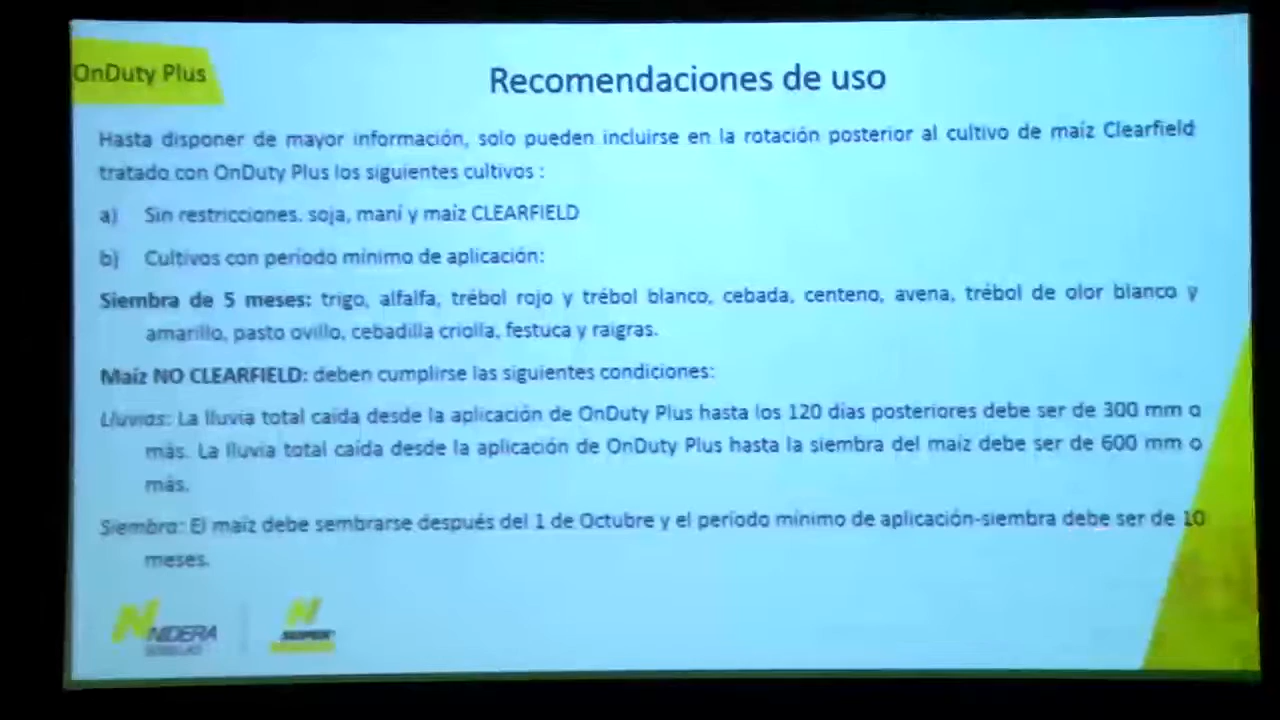 OnDuty Plus
Recomendaciones de uso
Hasta disponer de mayor información, solo pueden incluirse en la rotación posterior al cultivo de maíz Clearfield
tratado con OnDuty Plus los siguientes cultivos :
a) Sin restricciones. soja, maní y maíz CLEARFIELD
b) Cultivos con período mínimo de aplicación:
Siembra de 5 meses: trigo, alfalfa, trébol rojo y trébol blanco, cebada, centeno, avena, trébol de olor blanco y
amarillo, pasto ovillo, cebadilla criolla, festuca y raigras.
Maíz NO CLEARFIELD: deben cumplirse las siguientes condiciones:
Lluvias: La lluvia total caída desde la aplicación de OnDuty Plus hasta los 120 días posteriores debe ser de 300 mm o
más. La lluvia total caída desde la aplicación de OnDuty Plus hasta la siembra del maíz debe ser de 600 mm o
más.
Siembra: El maíz debe sembrarse después del 1 de Octubre y el período mínimo de aplicación-siembra debe ser de 10
meses.
NIDERA
SEMILLAS
SUPER